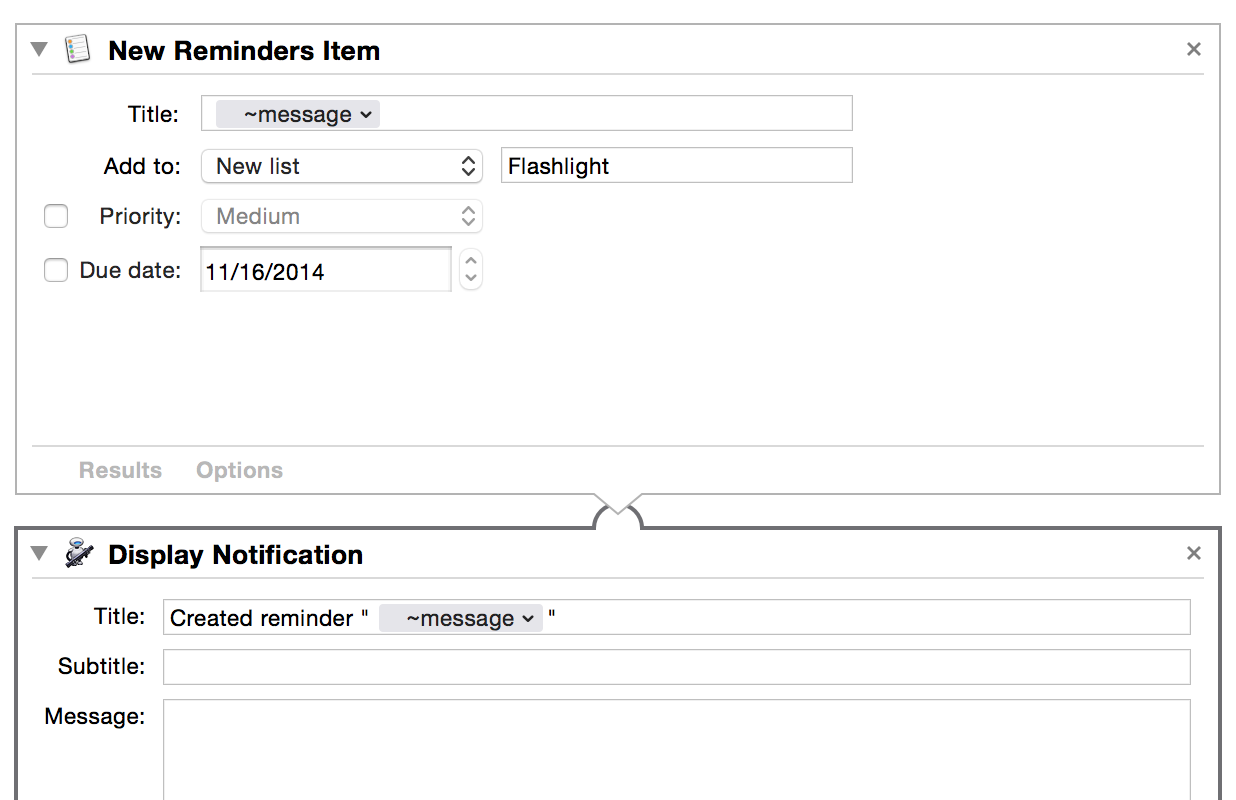 New Reminders Item
Title: ~message
Add to: New list Flashlight
Priority: Medium
Due date: 11/16/2014
Results Options
Display Notification
Title: Created reminder " ~message "
Subtitle:
Message: